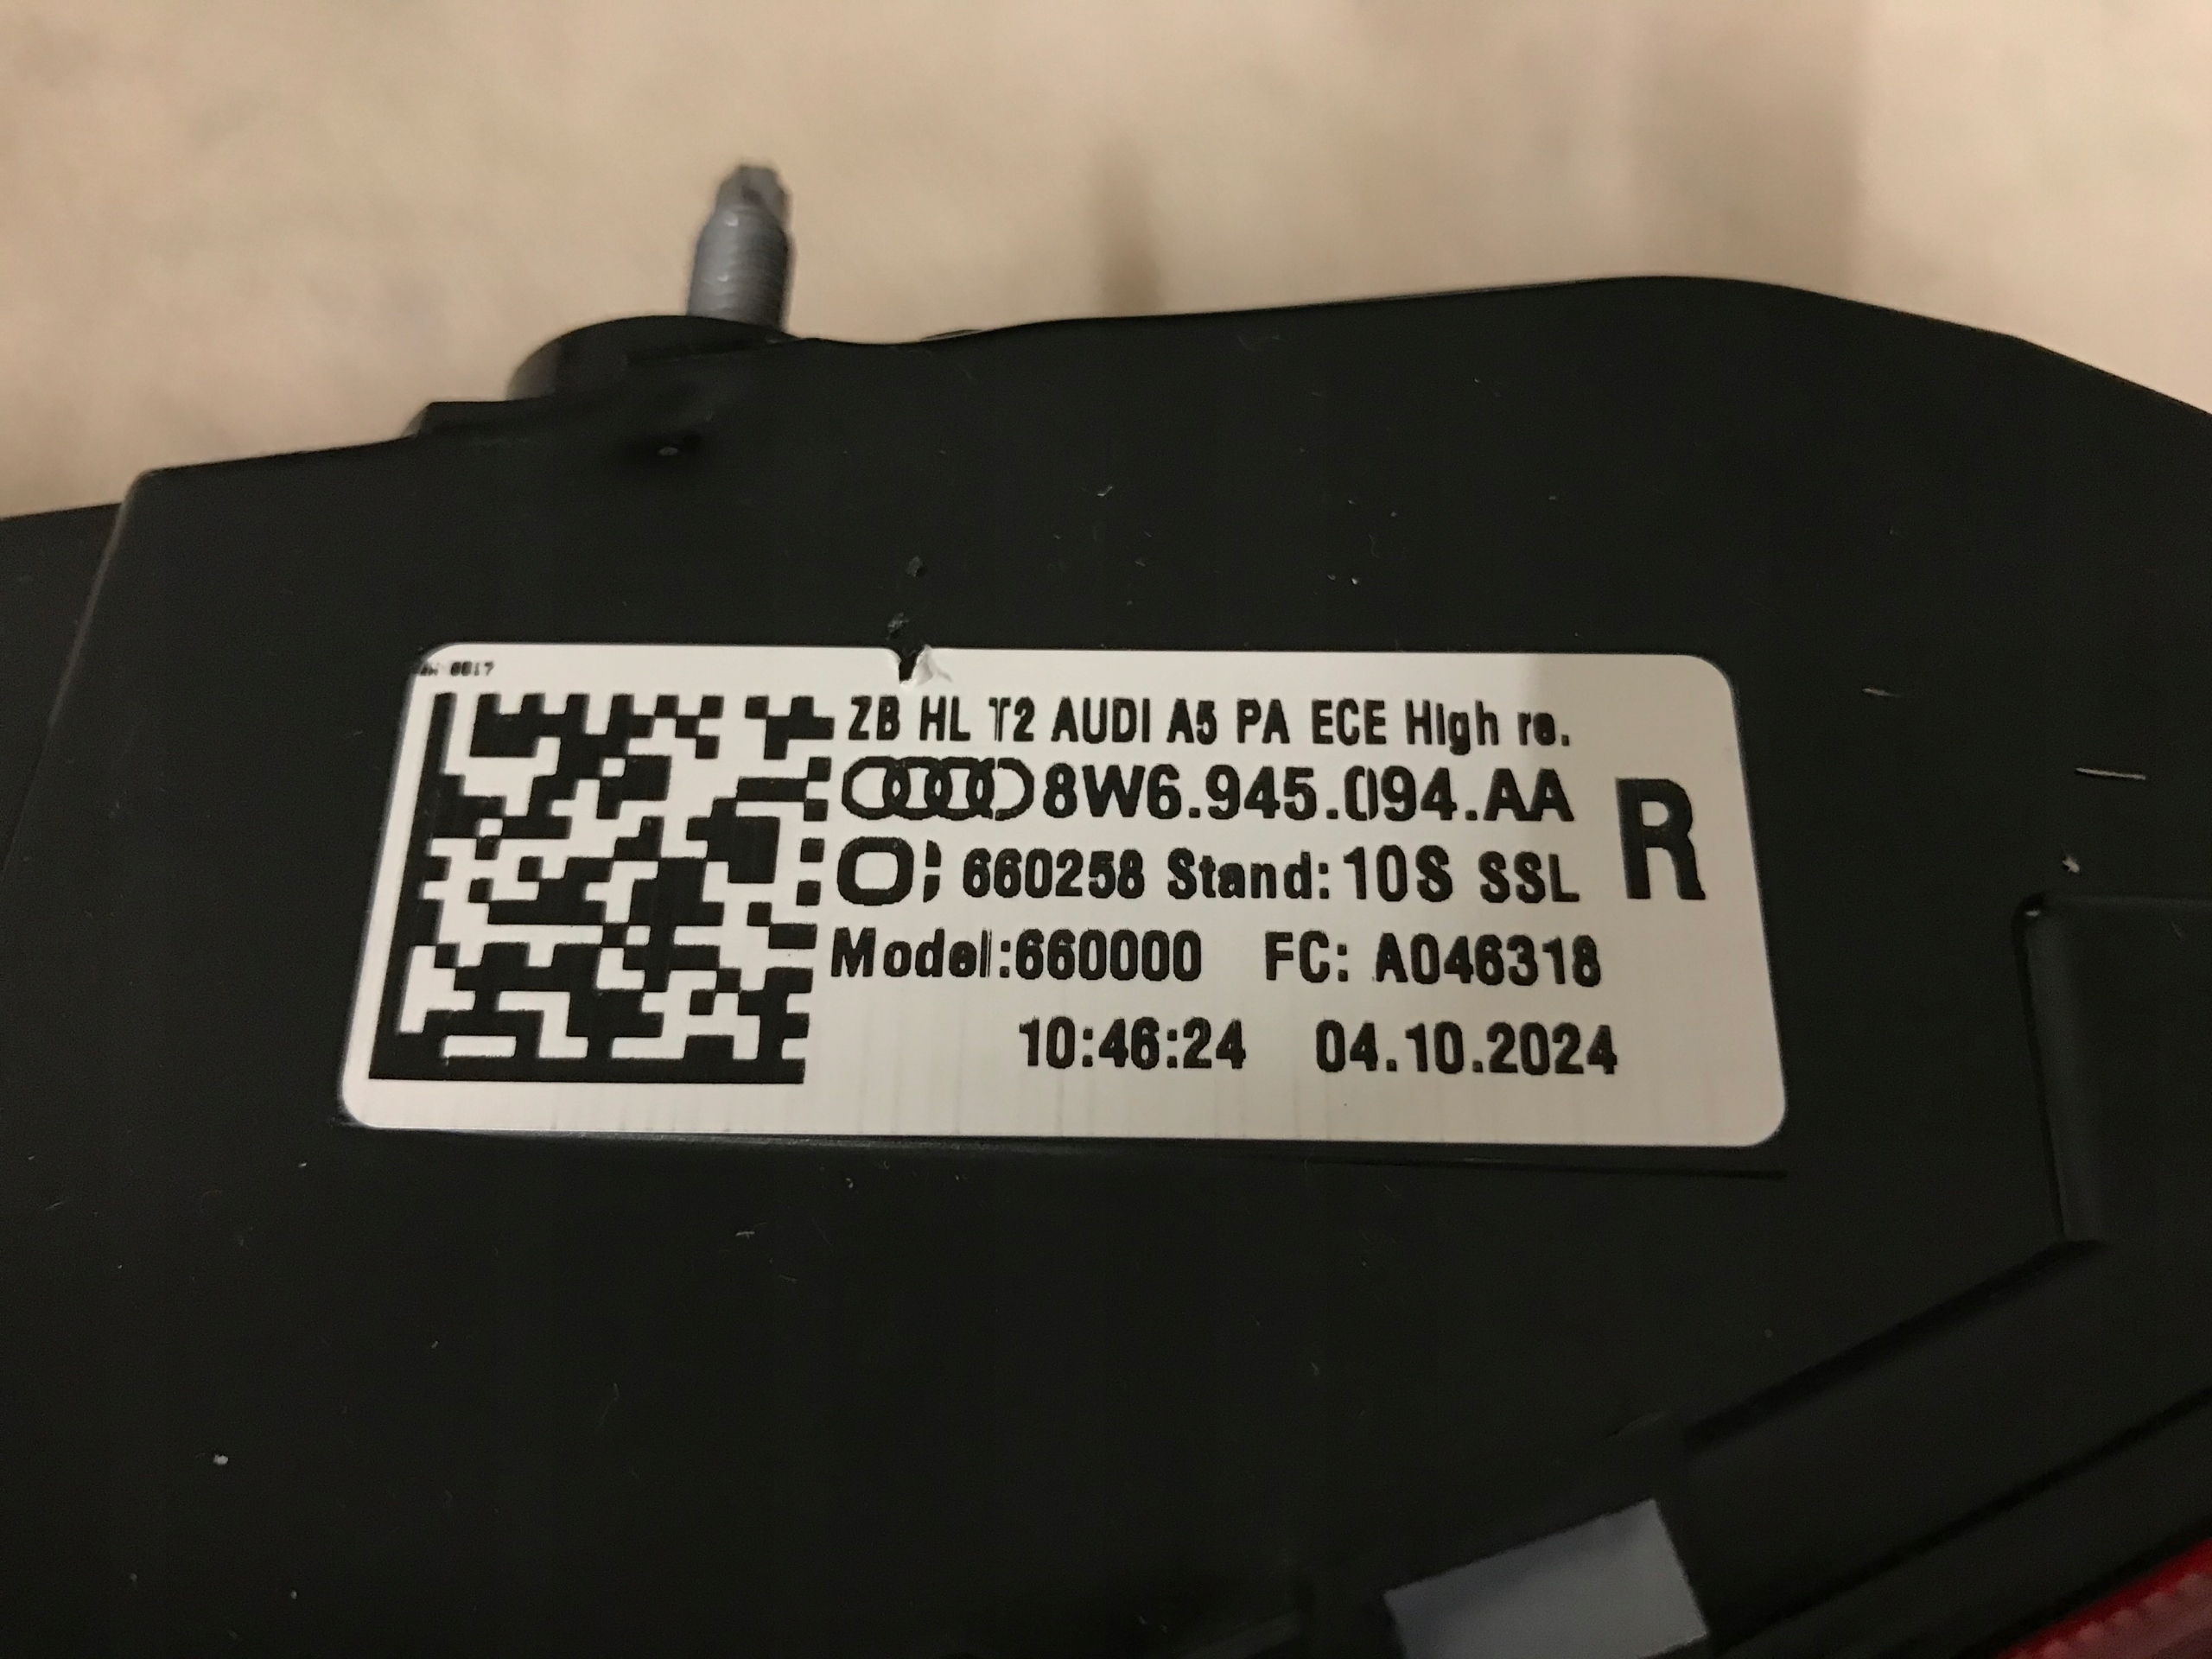 0017
ZB HL T2 AUDI A5 PA ECE High re.
8W6.945.094.AA
R
660258 Stand: 10S SSL
Model:660000 FC: A046318
10:46:24 04.10.2024